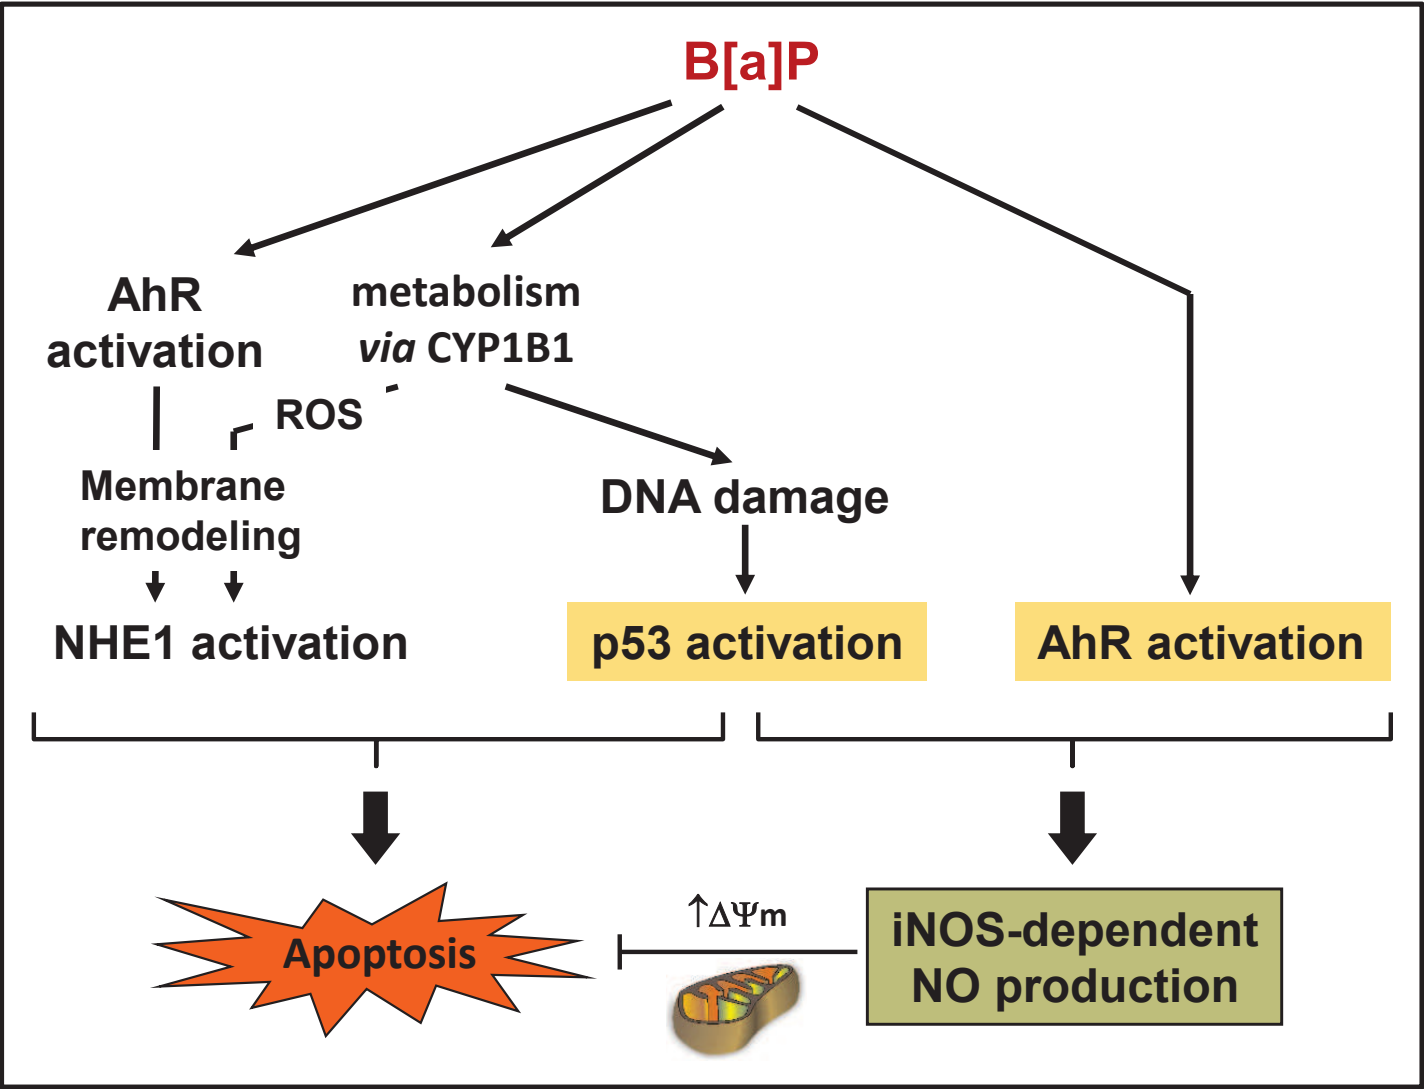 B[a]P
AhR
activation
metabolism
via CYP1B1
ROS
Membrane
remodeling
DNA damage
NHE1 activation
p53 activation
AhR activation
↑ΔΨm
Apoptosis
iNOS-dependent
NO production